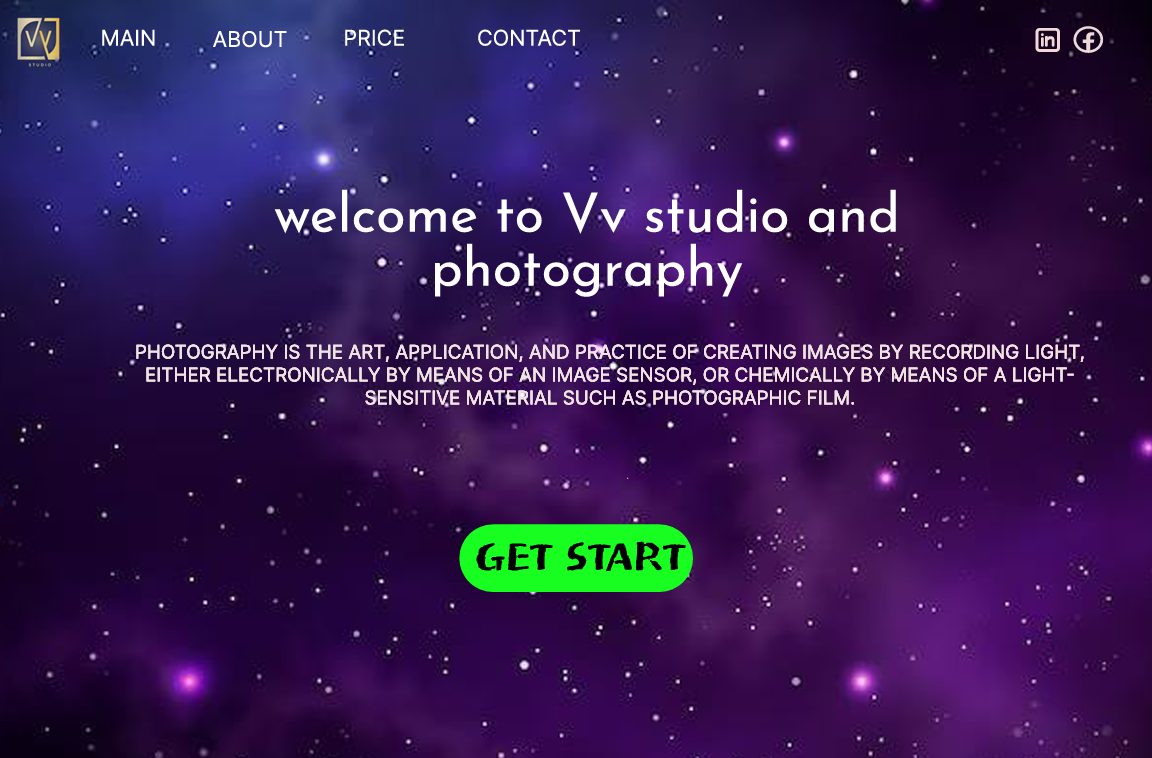 Vv
STUDIO
MAIN ABOUT PRICE CONTACT
welcome to Vv studio and
photography
PHOTOGRAPHY IS THE ART, APPLICATION, AND PRACTICE OF CREATING IMAGES BY RECORDING LIGHT,
EITHER ELECTRONICALLY BY MEANS OF AN IMAGE SENSOR, OR CHEMICALLY BY MEANS OF A LIGHT-
SENSITIVE MATERIAL SUCH AS PHOTOGRAPHIC FILM.
GET START